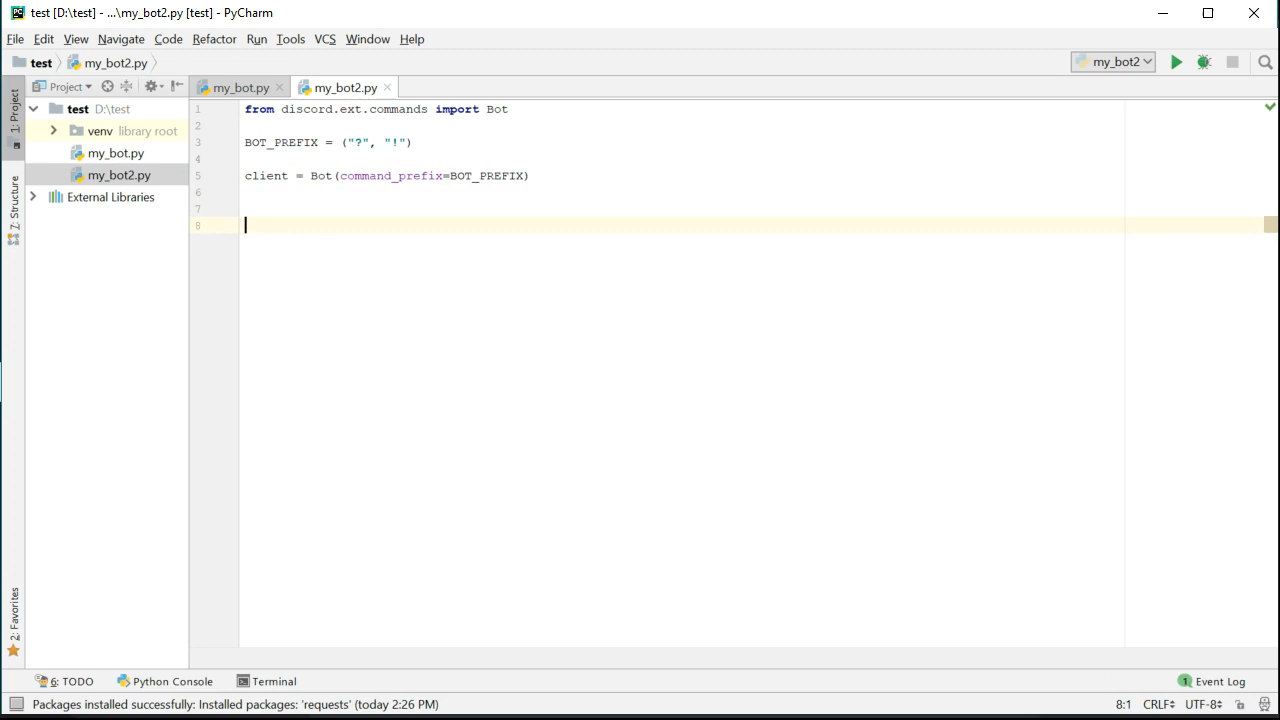 PC test [D:\test] - ...\my_bot2.py [test] - PyCharm
File Edit View Navigate Code Refactor Run Tools VCS Window Help
test my_bot2.py my_bot2
1: Project
Project
my_bot.py my_bot2.py
test D:\test
venv library root
my_bot.py
my_bot2.py
External Libraries
7: Structure
2: Favorites
1 from discord.ext.commands import Bot
2
3 BOT_PREFIX = ("?", "!")
4
5 client = Bot(command_prefix=BOT_PREFIX)
6
7
8
6: TODO Python Console Terminal 1 Event Log
Packages installed successfully: Installed packages: 'requests' (today 2:26 PM) 8:1 CRLF UTF-8